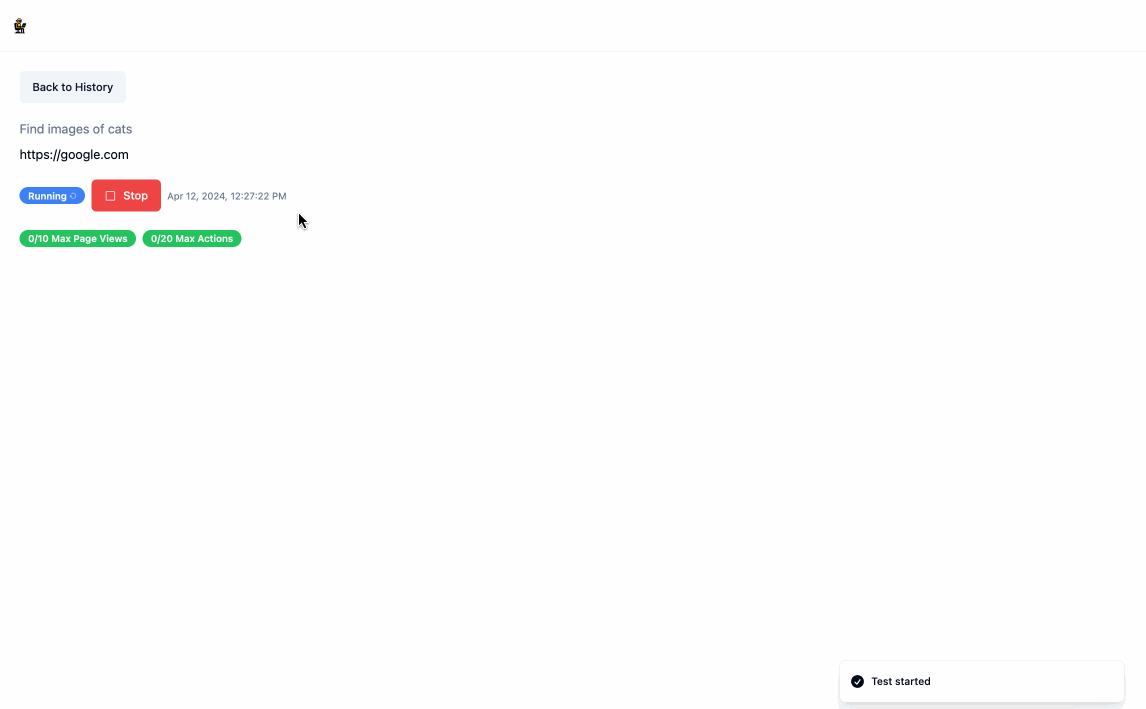 Back to History
Find images of cats
https://google.com
Running Stop Apr 12, 2024, 12:27:22 PM
0/10 Max Page Views 0/20 Max Actions
Test started